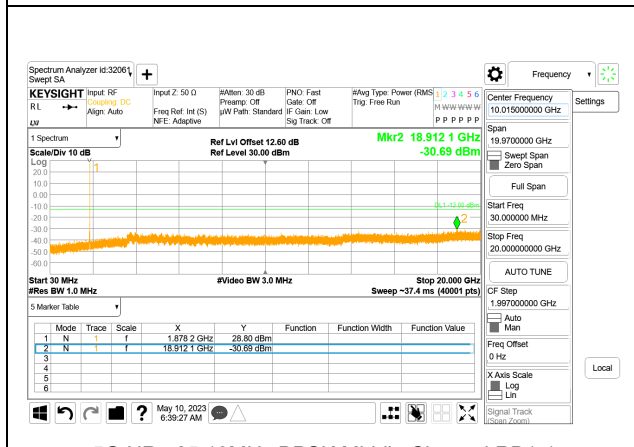 Spectrum Analyzer id:32061
Swept SA
Frequency
Settings
KEYSIGHT
RL
LXI
Input: RF
Coupling: DC
Align: Auto
Input Z: 50 Ω
Freq Ref: Int (S)
NFE: Adaptive
#Atten: 30 dB
Preamp: Off
µW Path: Standard
PNO: Fast
Gate: Off
IF Gain: Low
Sig Track: Off
#Avg Type: Power (RMS
Trig: Free Run
1 2 3 4 5 6
M W W W W W
P P P P P P
1 Spectrum
Scale/Div 10 dB
Ref Lvl Offset 12.60 dB
Ref Level 30.00 dBm
Mkr2 18.912 1 GHz
-30.69 dBm
Log
20.0
10.0
0.00
-10.0
-20.0
-30.0
-40.0
-50.0
-60.0
1
DL1 -13.00 dBm
2
Start 30 MHz
#Res BW 1.0 MHz
#Video BW 3.0 MHz
Stop 20.000 GHz
Sweep ~37.4 ms (40001 pts)
5 Marker Table
Mode Trace Scale X Y Function Function Width Function Value
1 N 1 f 1.878 2 GHz 28.80 dBm
2 N 1 f 18.912 1 GHz -30.69 dBm
3
4
5
6
Center Frequency
10.015000000 GHz
Span
19.9700000 GHz
Swept Span
Zero Span
Full Span
Start Freq
30.000000 MHz
Stop Freq
20.00000000 GHz
AUTO TUNE
CF Step
1.997000000 GHz
Auto
Man
Freq Offset
0 Hz
X Axis Scale
Log
Lin
Signal Track
(Span Zoom)
Local
?
May 10, 2023
6:39:27 AM